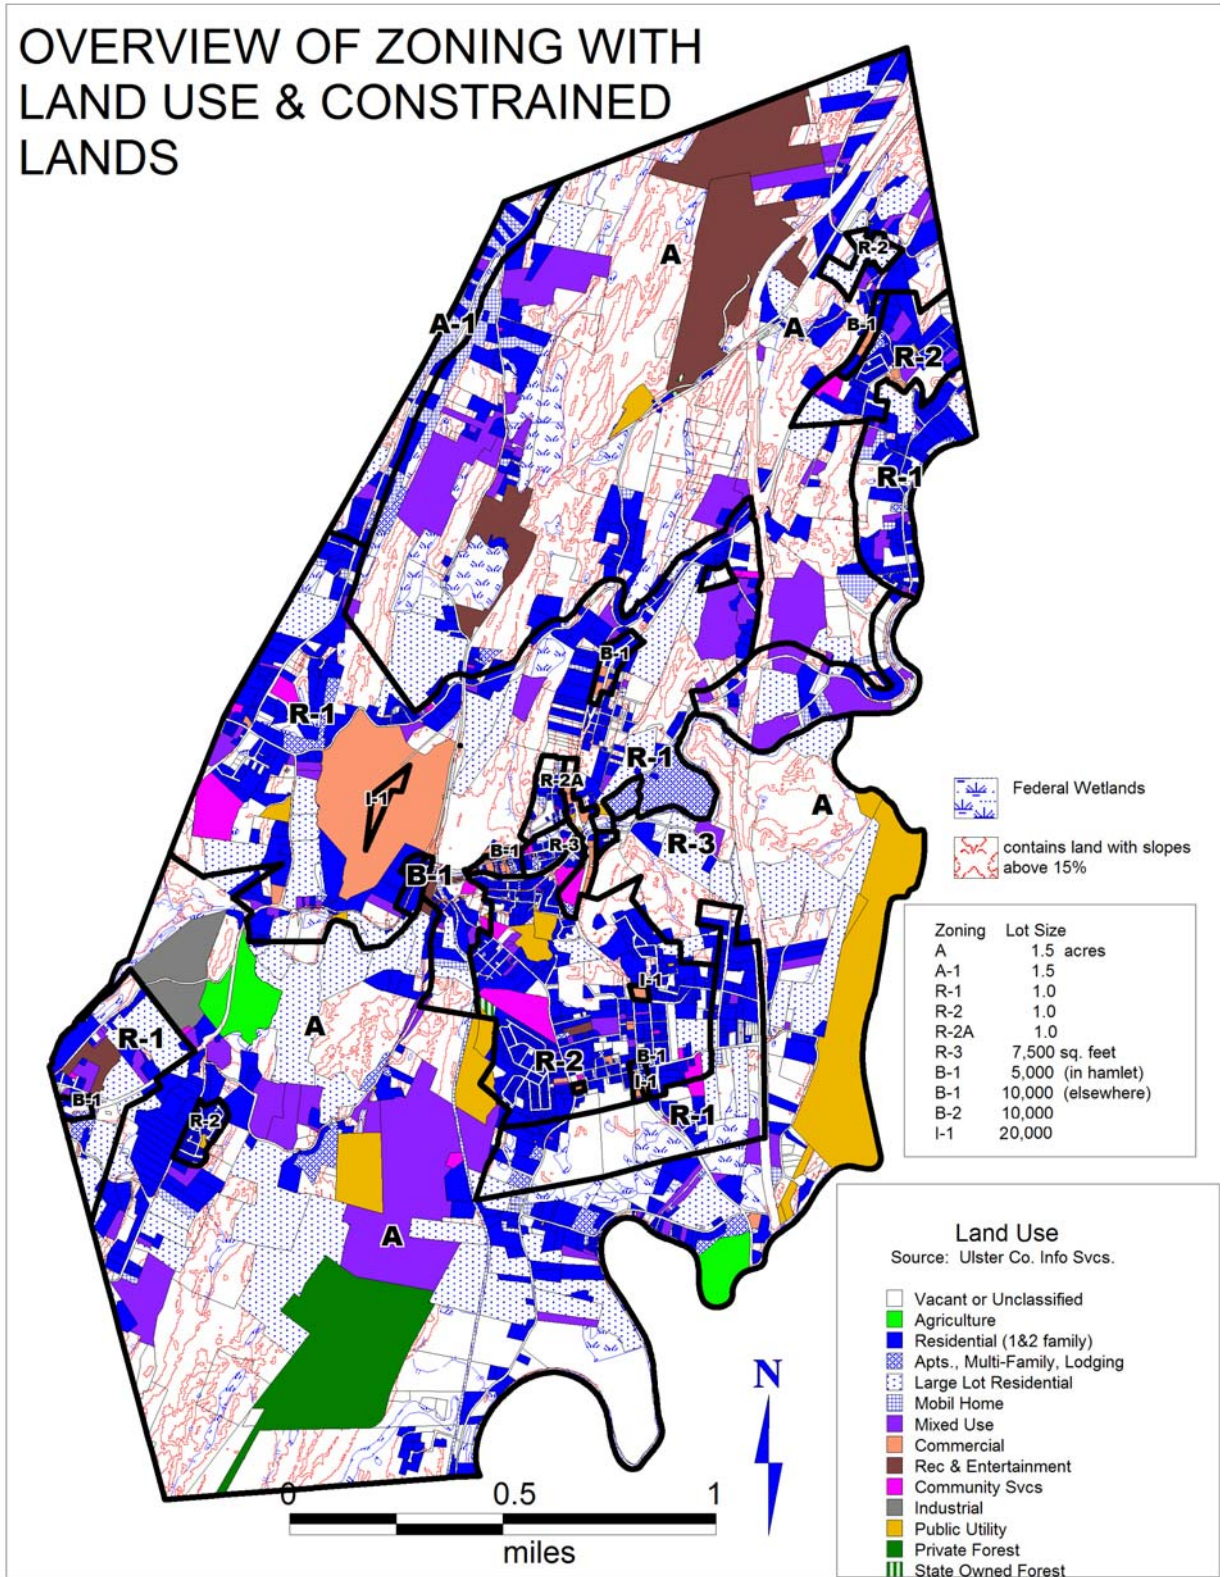 OVERVIEW OF ZONING WITH
LAND USE & CONSTRAINED
LANDS
R-2
A
A-1
A
B-1
R-2
R-1
B-1
R-1
R-1
I-1
R-2A
A
B-1
R-3
R-3
B-1
I-1
A
R-1
B-1
R-2
R-2
B-1
I-1
R-1
A
Federal Wetlands
contains land with slopes
above 15%
Zoning Lot Size
A 1.5 acres
A-1 1.5
R-1 1.0
R-2 1.0
R-2A 1.0
R-3 7,500 sq. feet
B-1 5,000 (in hamlet)
B-1 10,000 (elsewhere)
B-2 10,000
I-1 20,000
Land Use
Source: Ulster Co. Info Svcs.
Vacant or Unclassified
Agriculture
Residential (1&2 family)
Apts., Multi-Family, Lodging
Large Lot Residential
Mobil Home
Mixed Use
Commercial
Rec & Entertainment
Community Svcs
Industrial
Public Utility
Private Forest
State Owned Forest
N
0 0.5 1
miles